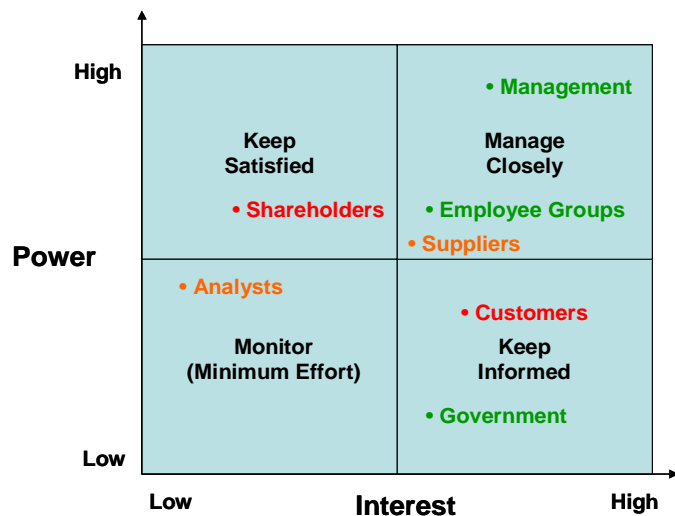 High
• Management
Keep
Satisfied
Manage
Closely
• Shareholders
• Employee Groups
• Suppliers
Power
• Analysts
• Customers
Monitor
(Minimum Effort)
Keep
Informed
• Government
Low
Low
Interest
High